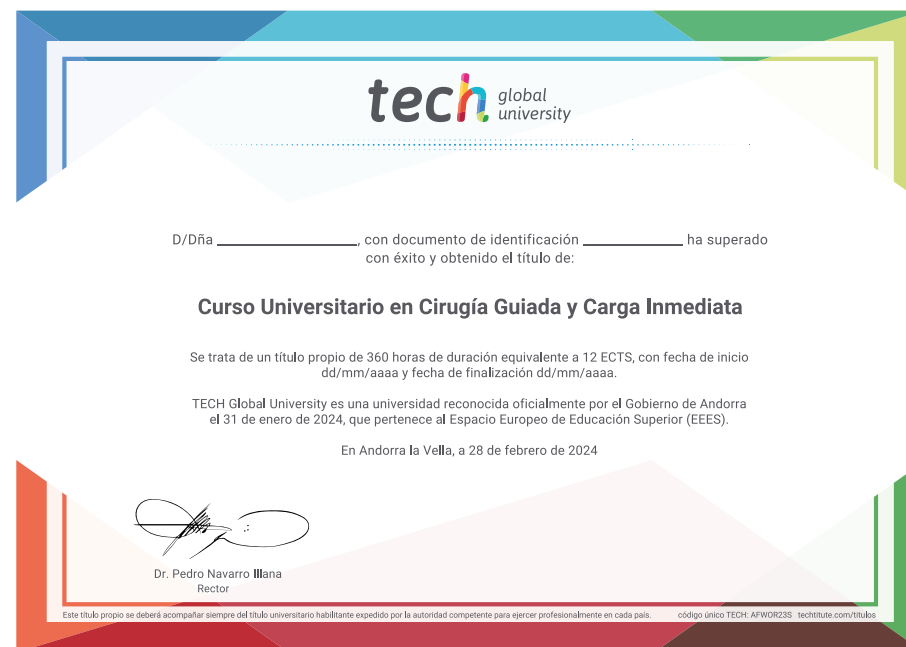 tech global university
D/Dña ____________________, con documento de identificación ______________ ha superado
con éxito y obtenido el título de:
Curso Universitario en Cirugía Guiada y Carga Inmediata
Se trata de un título propio de 360 horas de duración equivalente a 12 ECTS, con fecha de inicio
dd/mm/aaaa y fecha de finalización dd/mm/aaaa.
TECH Global University es una universidad reconocida oficialmente por el Gobierno de Andorra
el 31 de enero de 2024, que pertenece al Espacio Europeo de Educación Superior (EEES).
En Andorra la Vella, a 28 de febrero de 2024
Dr. Pedro Navarro Illana
Rector
Este título propio se deberá acompañar siempre del título universitario habilitante expedido por la autoridad competente para ejercer profesionalmente en cada país. código único TECH: AFWOR23S techtitute.com/titulos